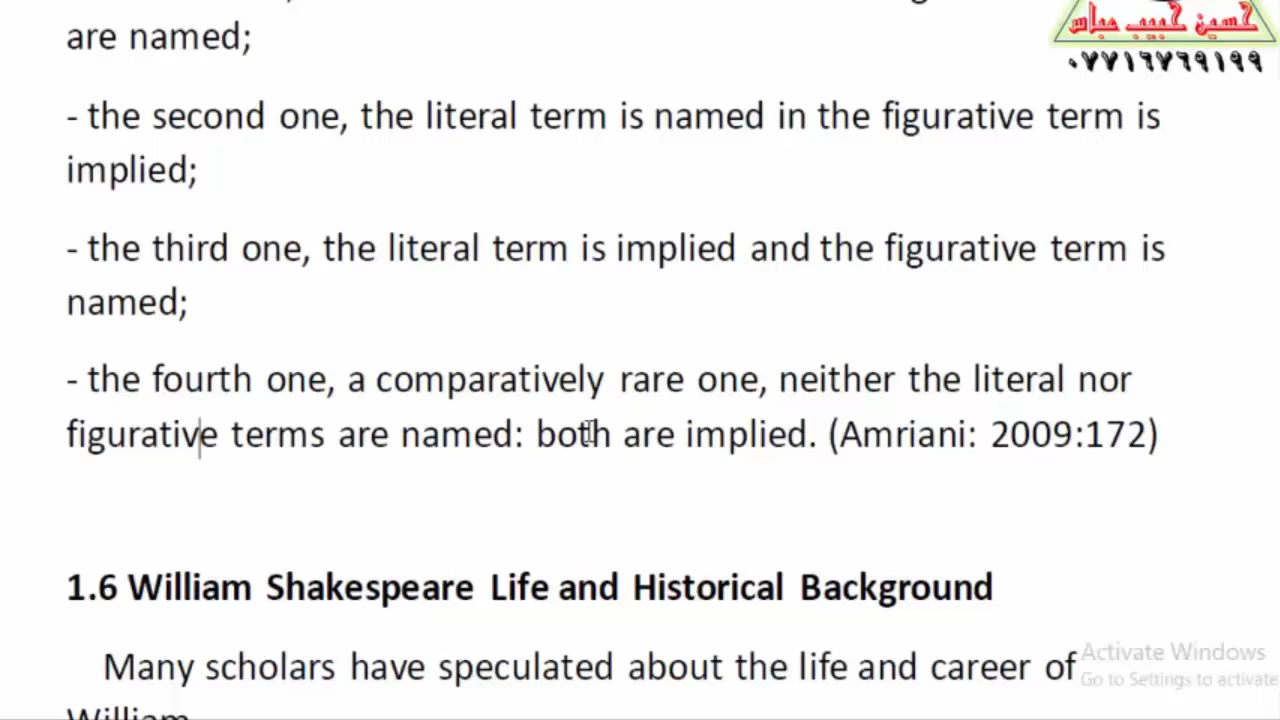 are named;
حسين حبيب عباس
٠٧٧١٦٧٦٩١٩٩
- the second one, the literal term is named in the figurative term is
implied;
- the third one, the literal term is implied and the figurative term is
named;
- the fourth one, a comparatively rare one, neither the literal nor
figurative terms are named: both are implied. (Amriani: 2009:172)
1.6 William Shakespeare Life and Historical Background
Many scholars have speculated about the life and career of
William
Activate Windows
Go to Settings to activate